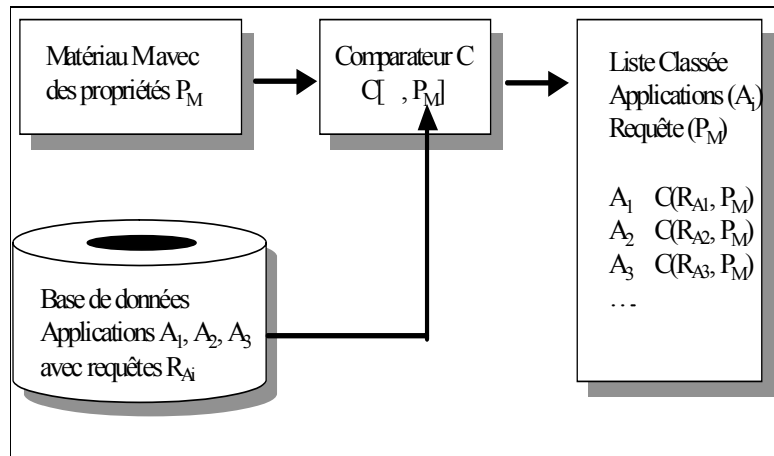 Matériau M avec
des propriétés P_M
Comparateur C
C[ , P_M]
Liste Classée
Applications (A_i)
Requête (P_M)
A_1 C(R_A1, P_M)
A_2 C(R_A2, P_M)
A_3 C(R_A3, P_M)
….
Base de données
Applications A_1, A_2, A_3
avec requêtes R_Ai